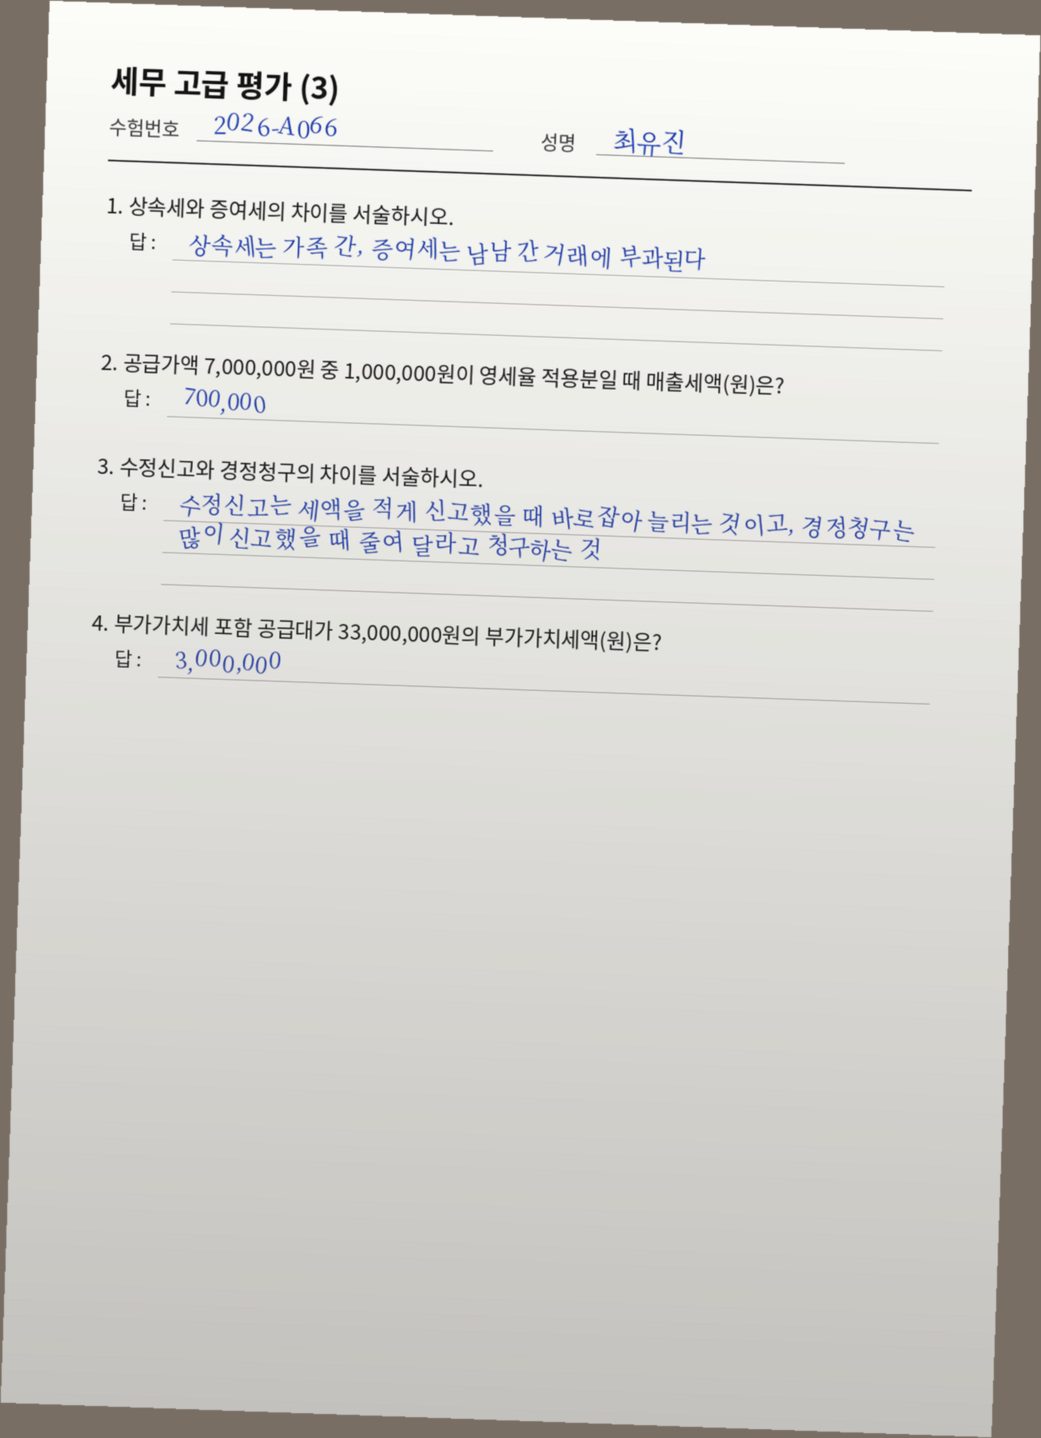 세무 고급 평가 (3)
수험번호 2026-A066 성명 최유진
1. 상속세와 증여세의 차이를 서술하시오.
답 : 상속세는 가족 간, 증여세는 남남 간 거래에 부과된다
2. 공급가액 7,000,000원 중 1,000,000원이 영세율 적용분일 때 매출세액(원)은?
답 : 700,000
3. 수정신고와 경정청구의 차이를 서술하시오.
답 : 수정신고는 세액을 적게 신고했을 때 바로잡아 늘리는 것이고, 경정청구는
많이 신고했을 때 줄여 달라고 청구하는 것
4. 부가가치세 포함 공급대가 33,000,000원의 부가가치세액(원)은?
답 : 3,000,000